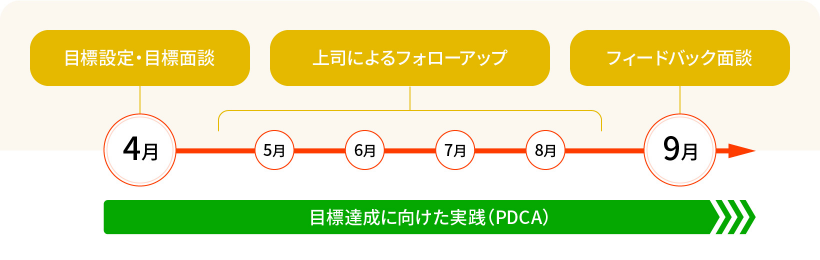 目標設定・目標面談
上司によるフォローアップ
フィードバック面談
4月
5月
6月
7月
8月
9月
目標達成に向けた実践（PDCA）